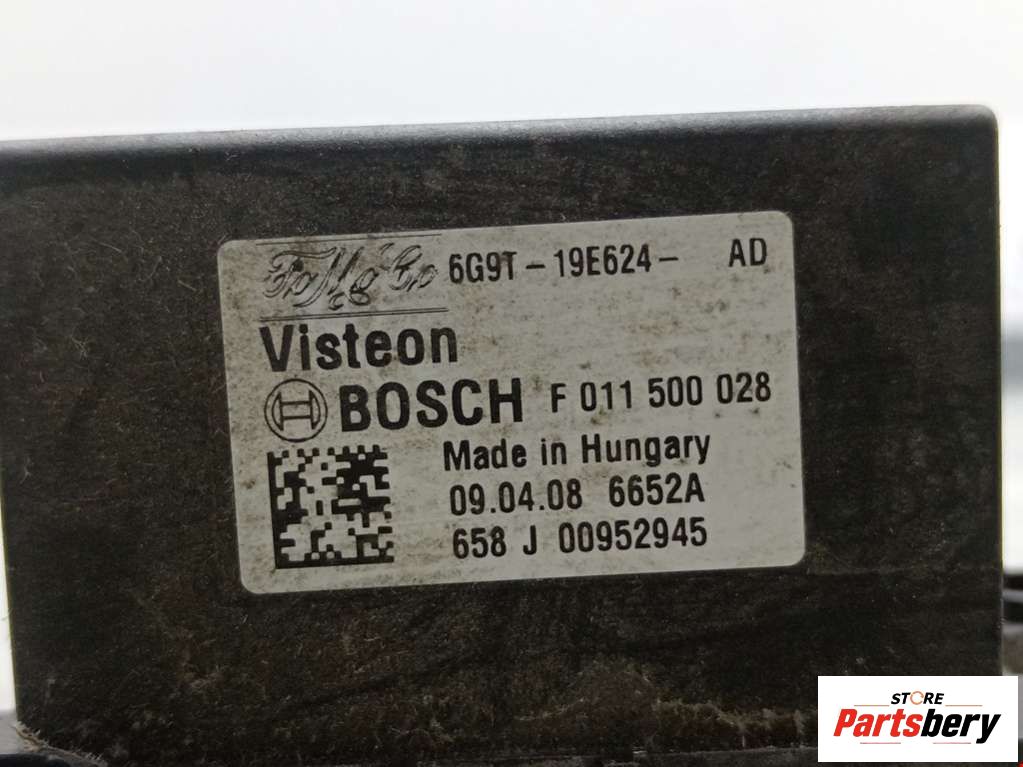 FoMoCo 6G9T - 19E624 - AD
Visteon
BOSCH F 011 500 028
Made in Hungary
09.04.08 6652A
658 J 00952945
STORE
Partsbery